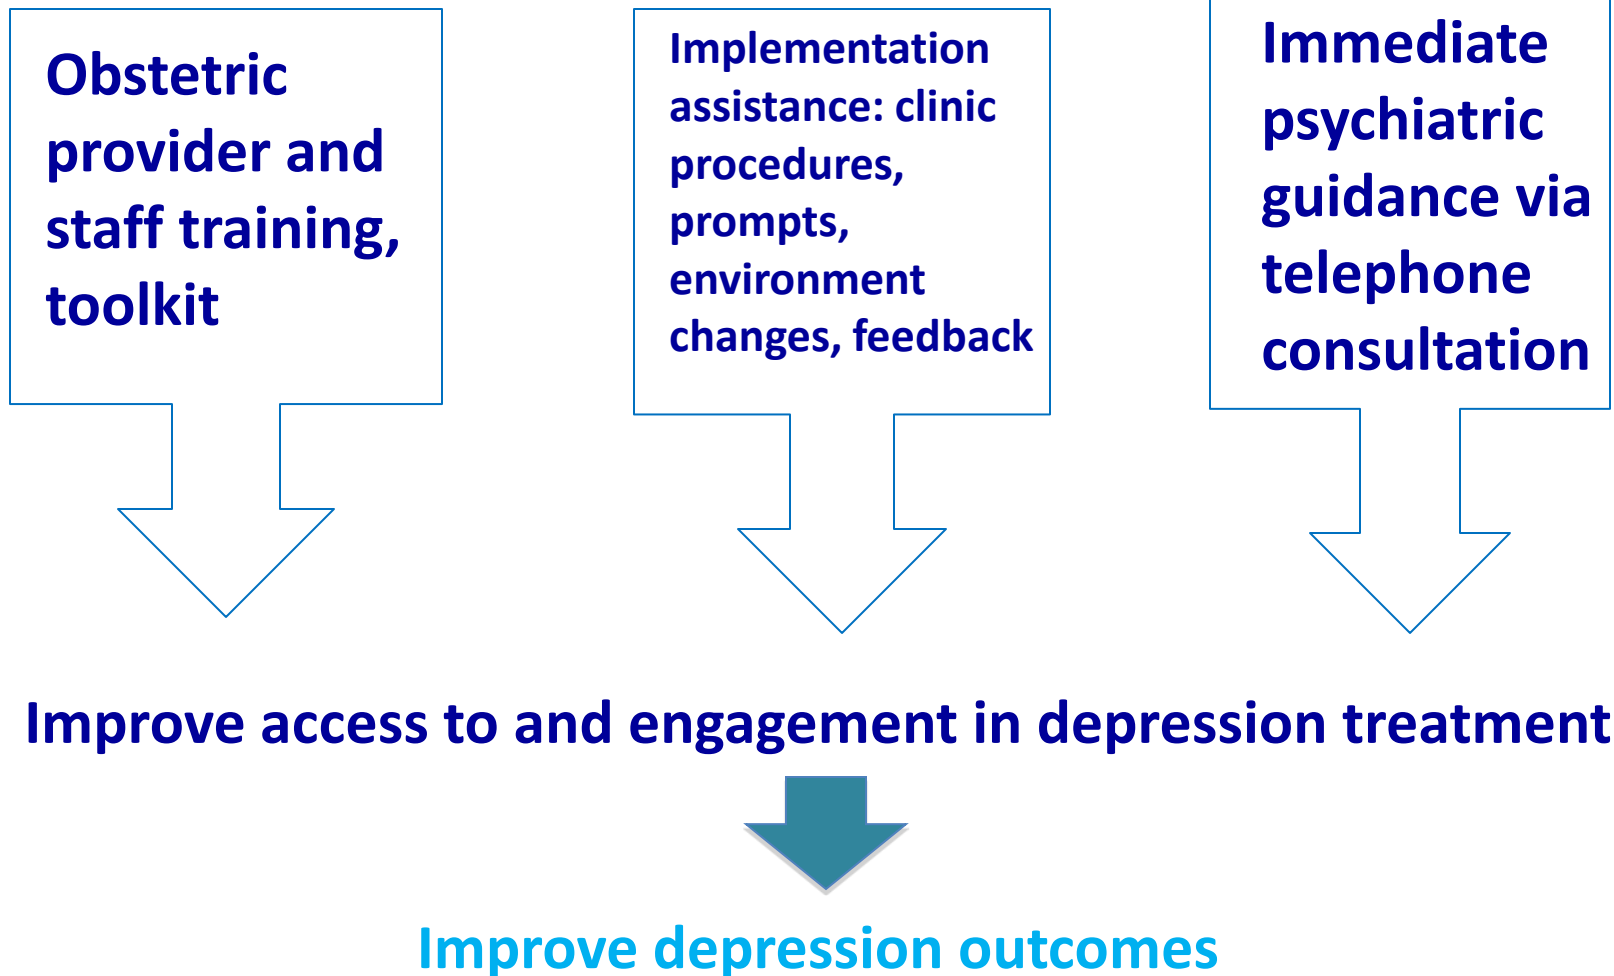 Obstetric
provider and
staff training,
toolkit
Implementation
assistance: clinic
procedures,
prompts,
environment
changes, feedback
Immediate
psychiatric
guidance via
telephone
consultation
Improve access to and engagement in depression treatment
Improve depression outcomes